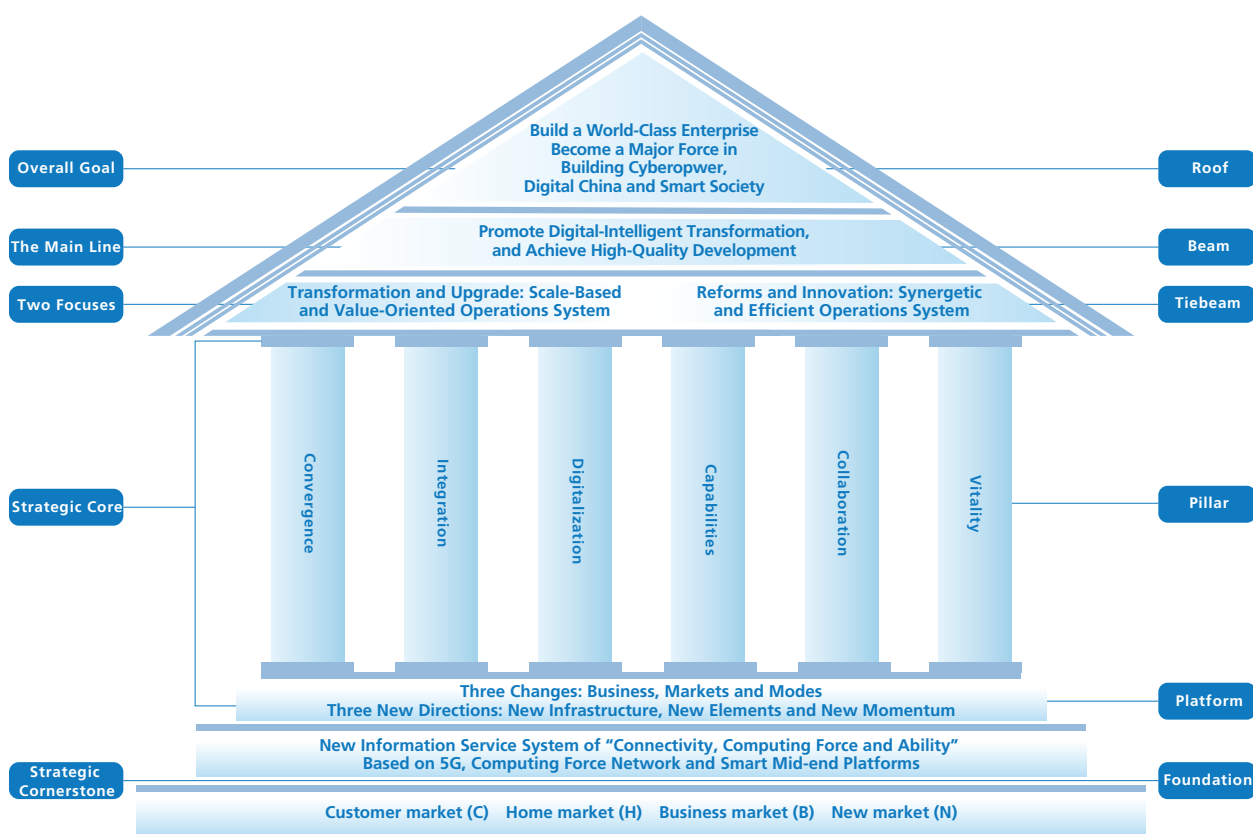 Build a World-Class Enterprise
Become a Major Force in
Building Cyberopwer,
Digital China and Smart Society
Overall Goal
Roof
Promote Digital-Intelligent Transformation,
and Achieve High-Quality Development
The Main Line
Beam
Two Focuses
Transformation and Upgrade: Scale-Based
and Value-Oriented Operations System
Reforms and Innovation: Synergetic
and Efficient Operations System
Tiebeam
Strategic Core
Convergence
Integration
Digitalization
Capabilities
Collaboration
Vitality
Pillar
Three Changes: Business, Markets and Modes
Three New Directions: New Infrastructure, New Elements and New Momentum
Platform
New Information Service System of “Connectivity, Computing Force and Ability”
Based on 5G, Computing Force Network and Smart Mid-end Platforms
Strategic
Cornerstone
Foundation
Customer market (C) Home market (H) Business market (B) New market (N)